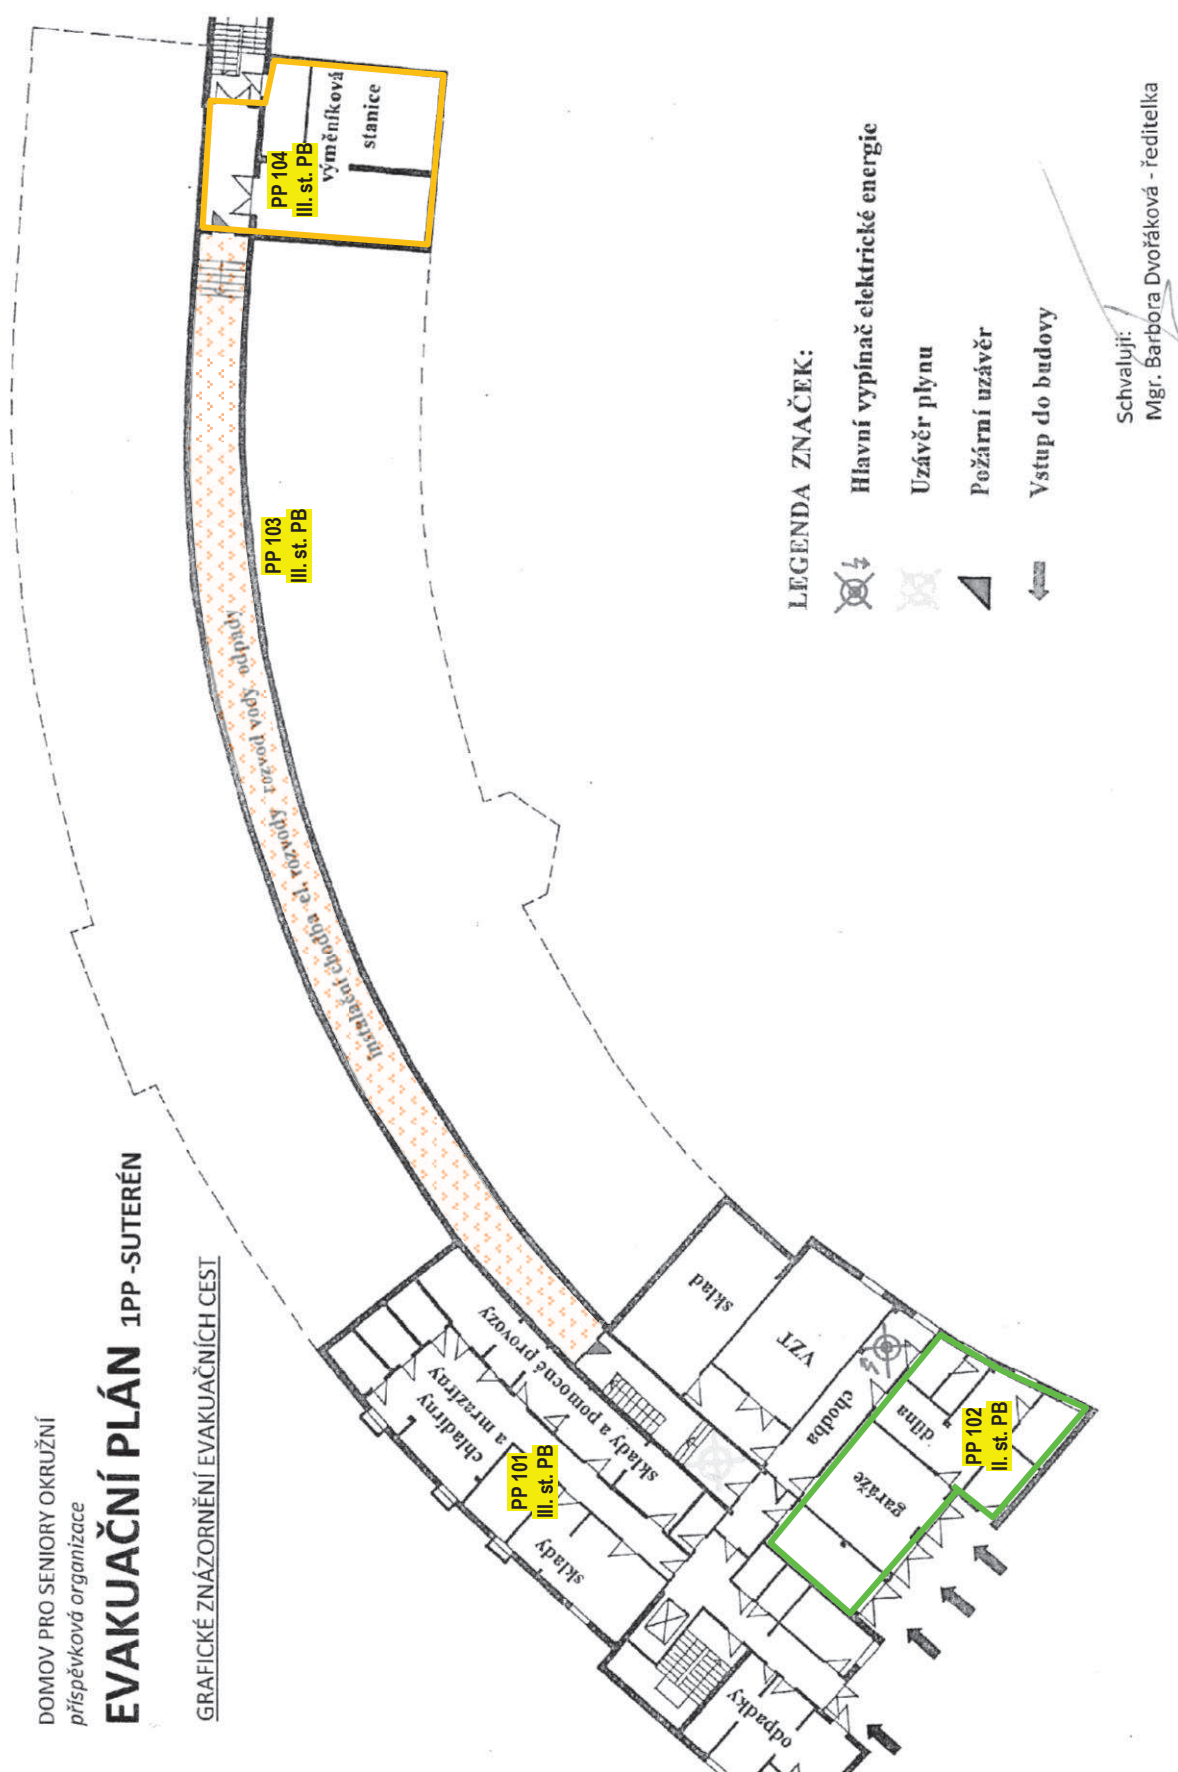 DOMOV PRO SENIORY OKRUŽNÍ
příspěvková organizace
EVAKUAČNÍ PLÁN 1PP -SUTERÉN
GRAFICKÉ ZNÁZORNĚNÍ EVAKUAČNÍCH CEST
PP 104
III. st. PB
výměníková
stanice
PP 103
III. st. PB
instalační chodba el. rozvody rozvod vody odpady
chladírny
a mrazírny
sklady a pomocné provozy
PP 101
III. st. PB
sklady
sklad
VZT
chodba
dílna
garáže
PP 102
II. st. PB
odpadky
LEGENDA ZNAČEK:
Hlavní vypínač elektrické energie
Uzávěr plynu
Požární uzávěr
Vstup do budovy
Schvaluji:
Mgr. Barbora Dvořáková - ředitelka